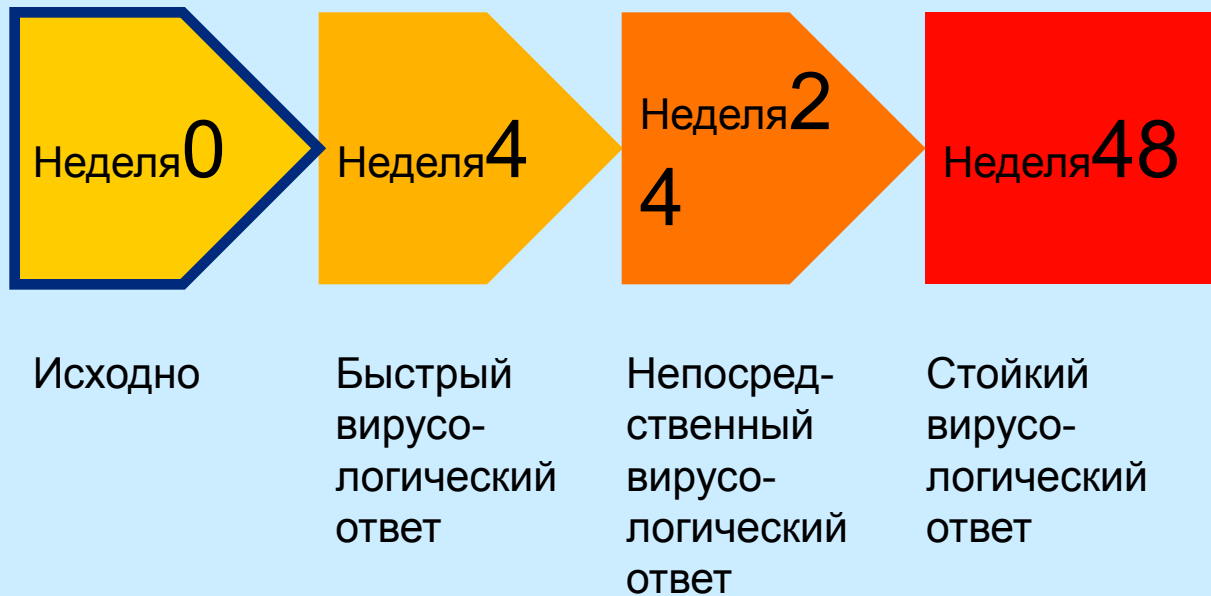 Неделя0
Неделя4
Неделя2
4
Неделя48
Исходно
Быстрый
вирусо-
логический
ответ
Непосред-
ственный
вирусо-
логический
ответ
Стойкий
вирусо-
логический
ответ